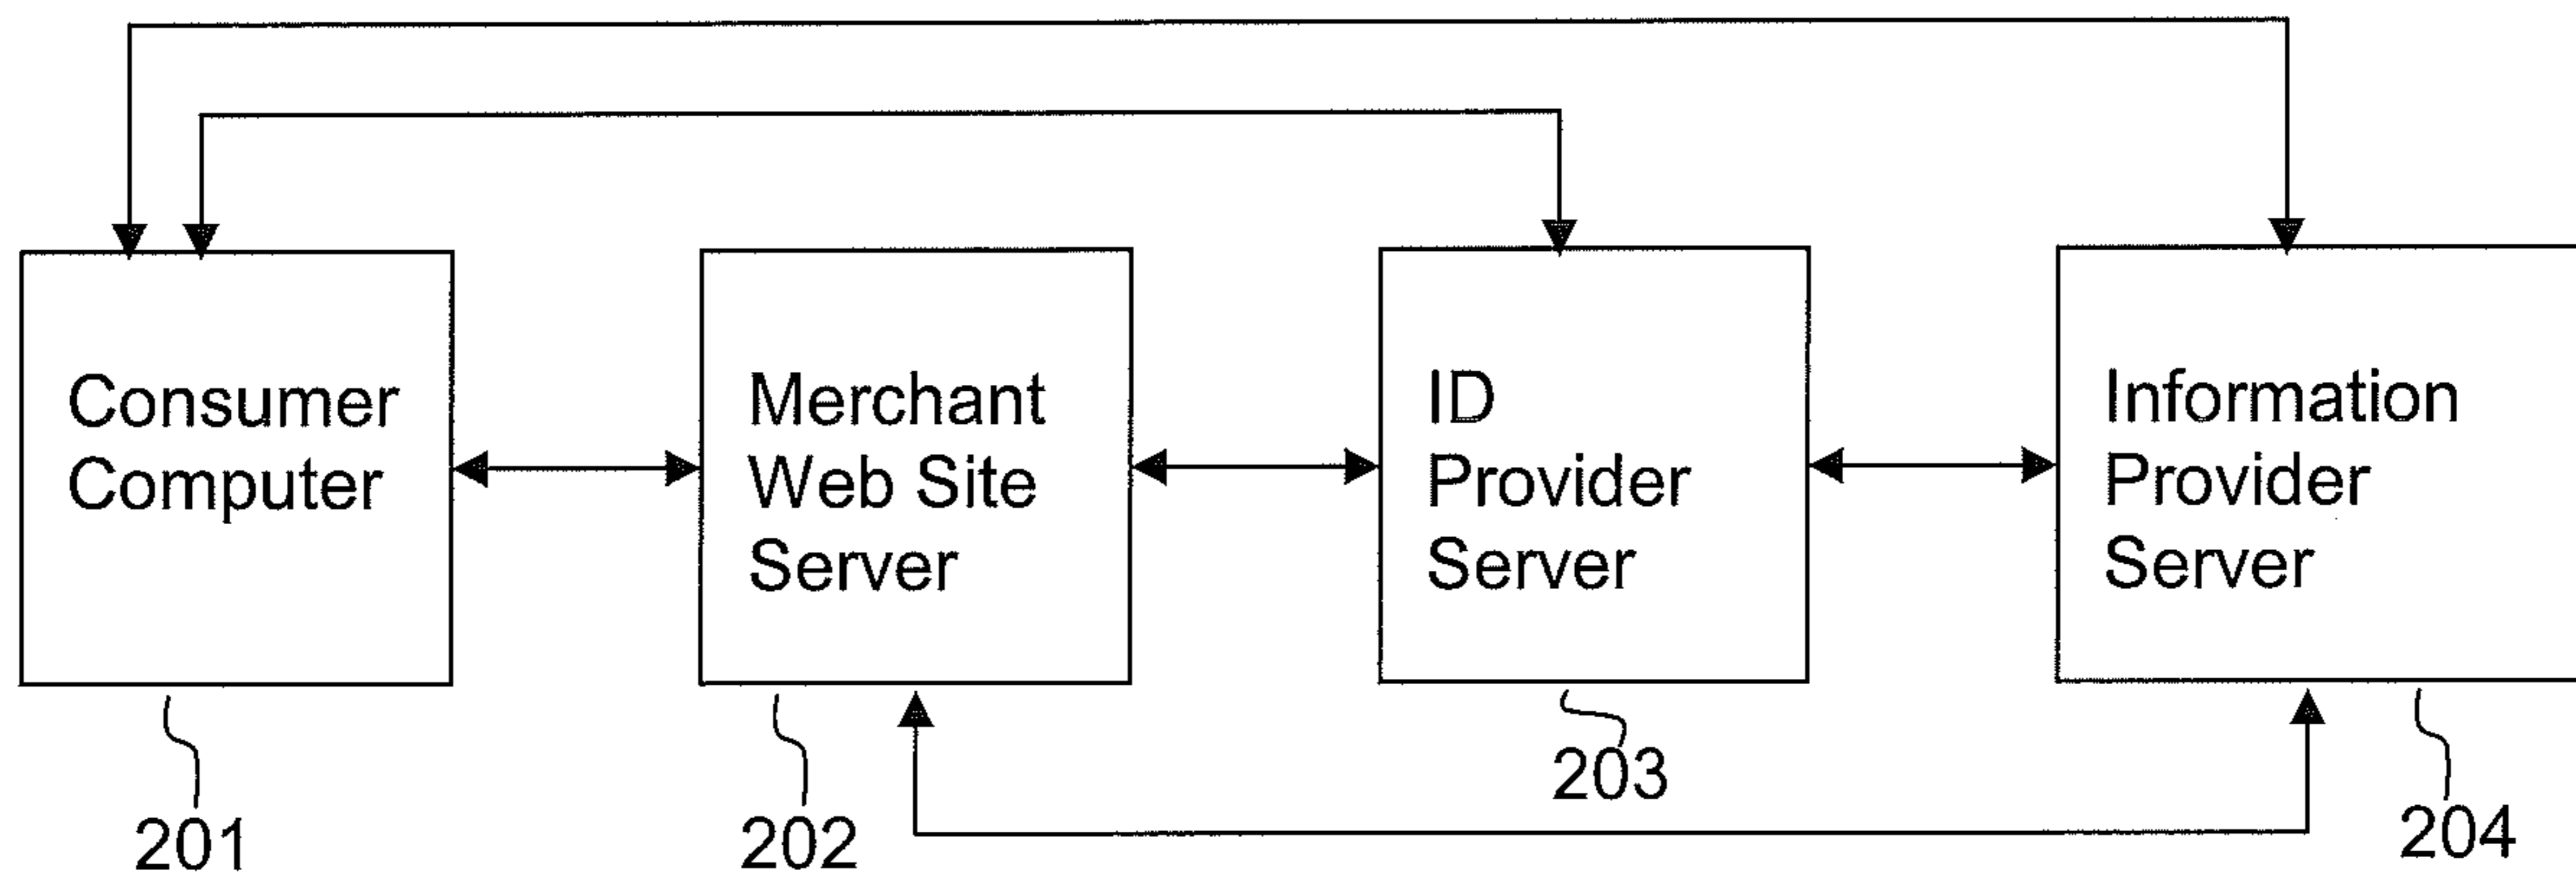 Consumer
Computer
Merchant
Web Site
Server
ID
Provider
Server
Information
Provider
Server
201
202
203
204